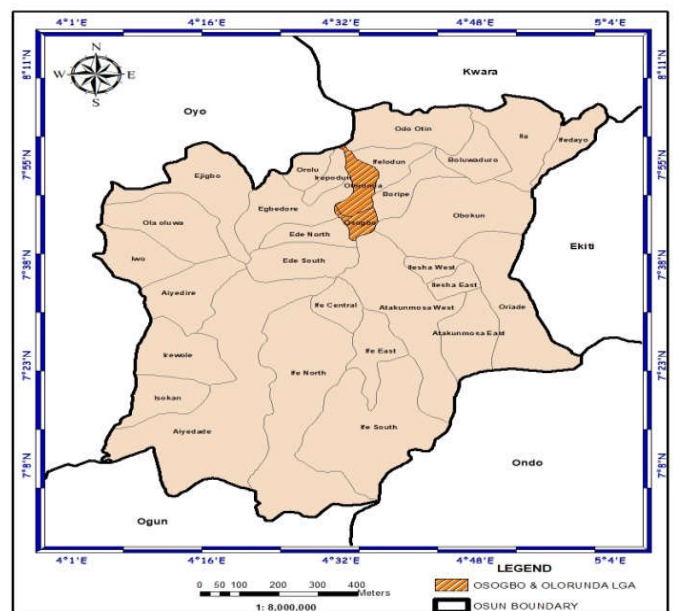 4°1'E 4°16'E 4°32'E 4°48'E 5°4'E
8°11'N 8°11'N
N
W E
S
Kwara
Oyo
Odo Otin
Ila
Ifedayo
7°55'N 7°55'N
Ifelodun
Boluwaduro
Orolu
Irepodun
Ejigbo
Olorunda
Boripe
Egbedore
Obokun
Ola oluwa
Osogbo
Ede North
Ekiti
Iwo
7°38'N 7°38'N
Ede South
Ilesha West
Ilesha East
Aiyedire
Ife Central
Atakunmosa West
Oriade
Atakunmosa East
Irewole
Ife East
7°23'N 7°23'N
Ife North
Isokan
Ife South
Aiyedade
7°8'N 7°8'N
Ondo
Ogun
4°1'E 4°16'E 4°32'E 4°48'E 5°4'E
LEGEND
0 50 100 200 300 400
Meters
OSOGBO & OLORUNDA LGA
1: 8,000,000
OSUN BOUNDARY